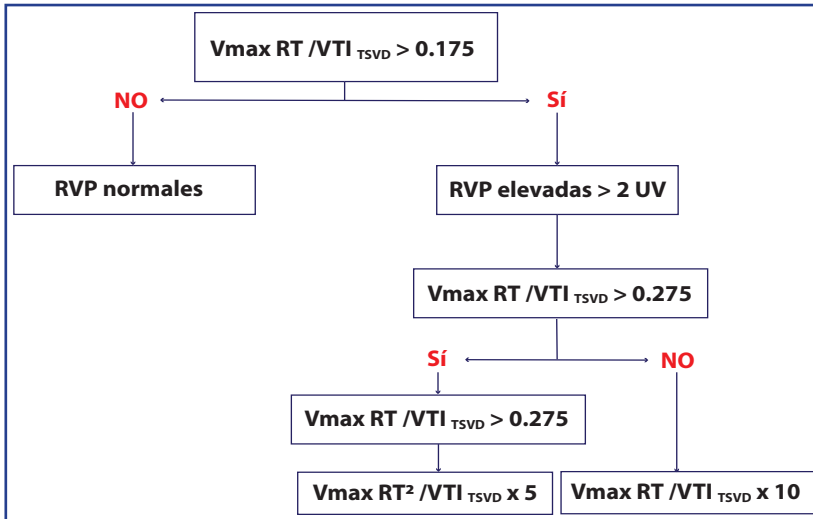 Vmax RT /VTI TSVD > 0.175
NO
Sí
RVP normales
RVP elevadas > 2 UV
Vmax RT /VTI TSVD > 0.275
Sí
NO
Vmax RT /VTI TSVD > 0.275
Vmax RT² /VTI TSVD x 5
Vmax RT /VTI TSVD x 10